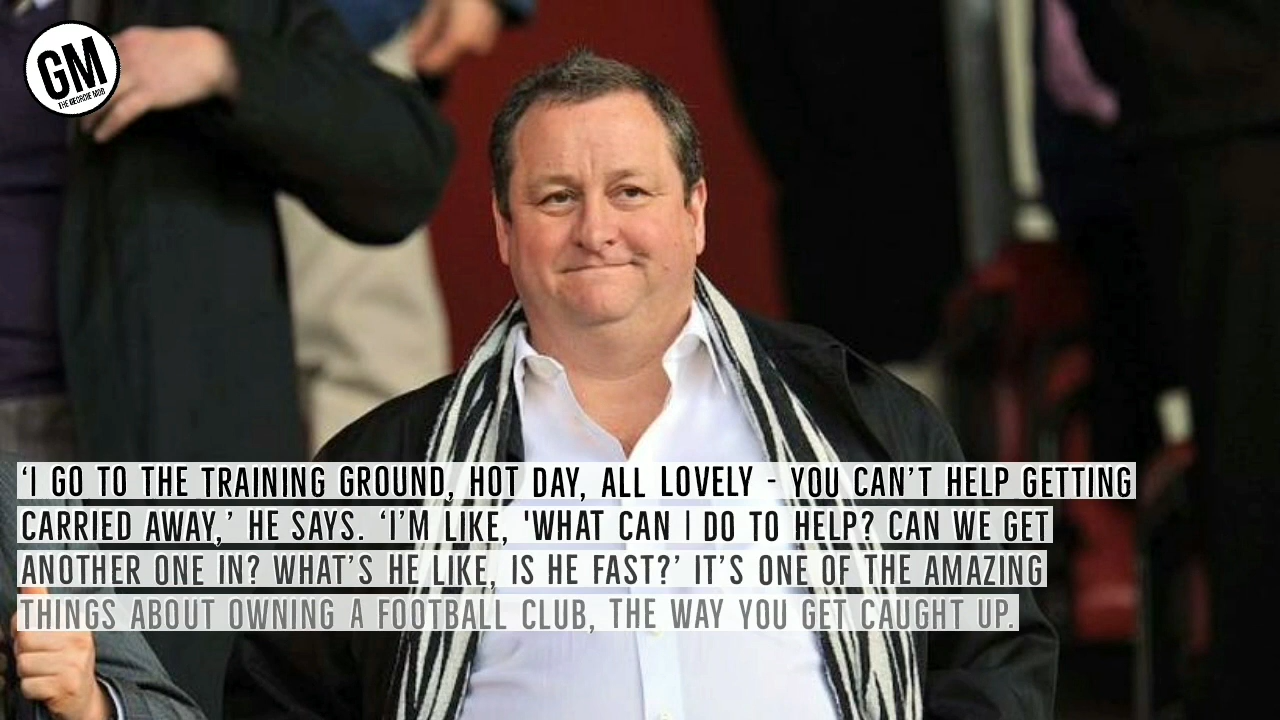 GM
THE GEORDIE MOB
‘I GO TO THE TRAINING GROUND, HOT DAY, ALL LOVELY - YOU CAN’T HELP GETTING
CARRIED AWAY,’ HE SAYS. ‘I’M LIKE, 'WHAT CAN I DO TO HELP? CAN WE GET
ANOTHER ONE IN? WHAT’S HE LIKE, IS HE FAST?’ IT’S ONE OF THE AMAZING
THINGS ABOUT OWNING A FOOTBALL CLUB, THE WAY YOU GET CAUGHT UP.